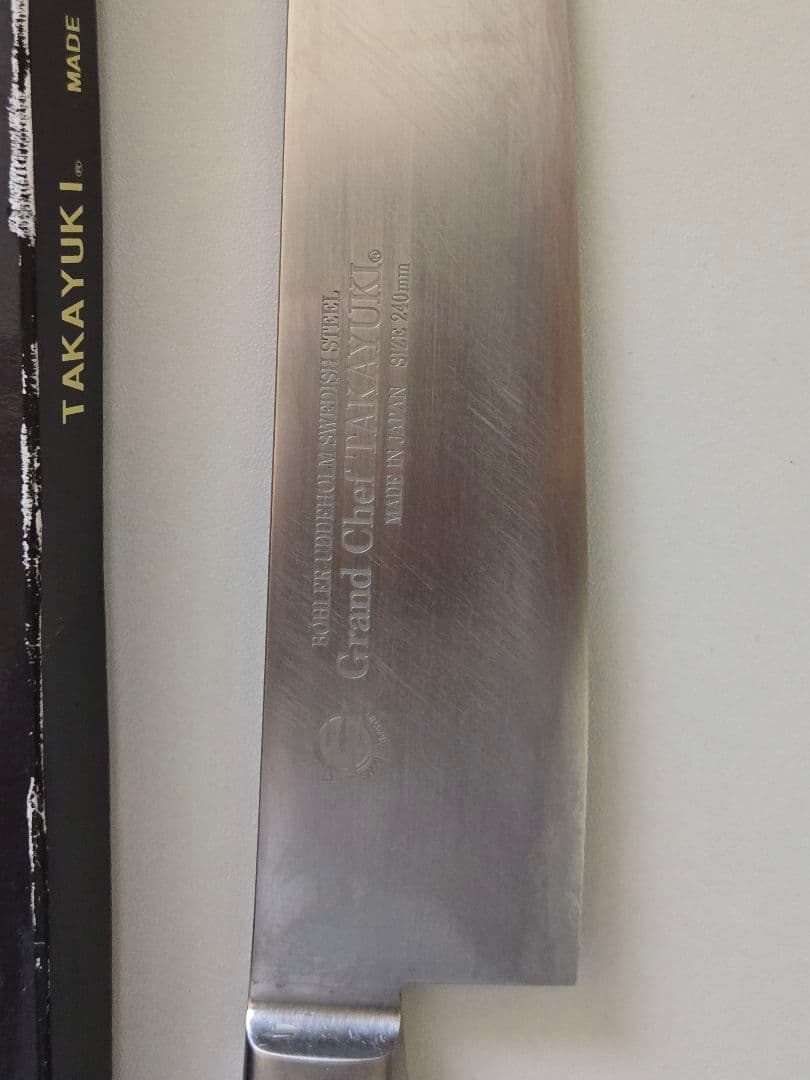 TAKAYUKI® MADE
BÖHLER-UDDEHOLM SWEDISH STEEL
Grand Chef TAKAYUKI®
MADE IN JAPAN SIZE 240mm